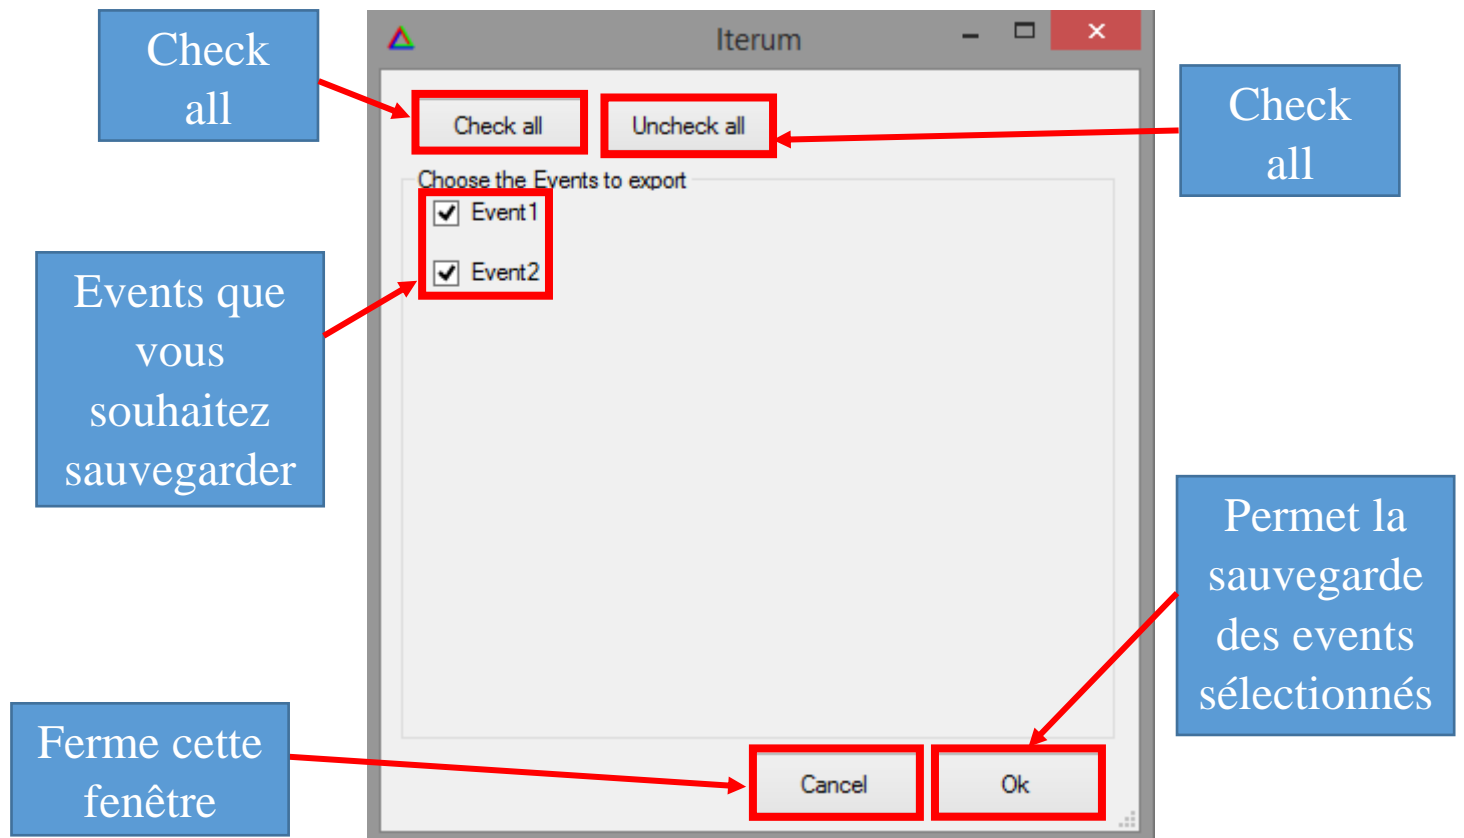 Check
all
Iterum
Check all
Uncheck all
Check
all
Choose the Events to export
Event1
Event2
Events que
vous
souhaitez
sauvegarder
Permet la
sauvegarde
des events
sélectionnés
Ferme cette
fenêtre
Cancel
Ok